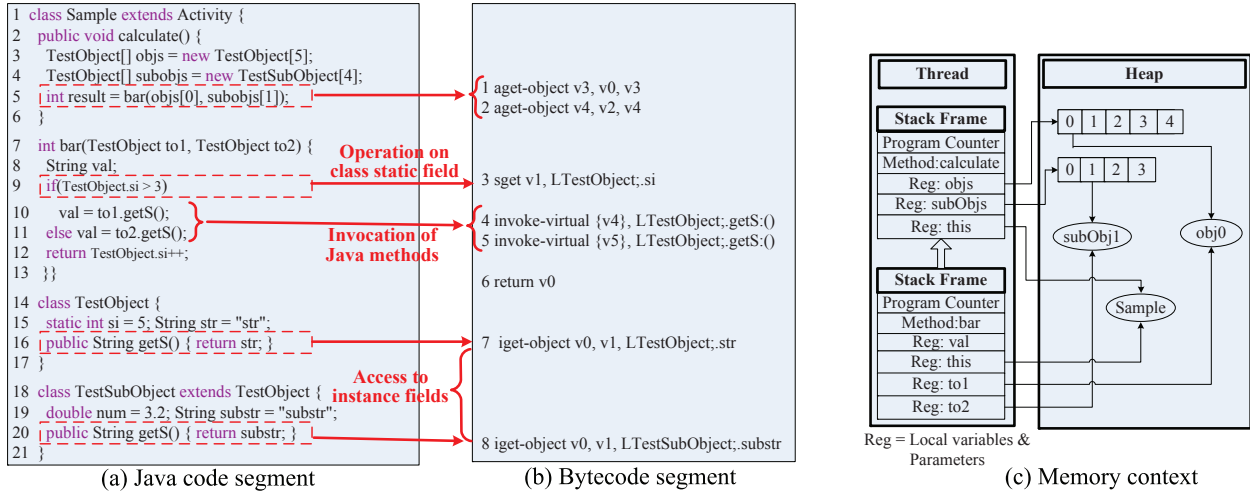 1 class Sample extends Activity {
2 public void calculate() {
3 TestObject[] objs = new TestObject[5];
4 TestObject[] subobjs = new TestSubObject[4];
5 int result = bar(objs[0], subobjs[1]);
6 }
7 int bar(TestObject to1, TestObject to2) {
8 String val;
9 if(TestObject.si > 3)
10 val = to1.getS();
11 else val = to2.getS();
12 return TestObject.si++;
13 }}
14 class TestObject {
15 static int si = 5; String str = "str";
16 public String getS() { return str; }
17 }
18 class TestSubObject extends TestObject {
19 double num = 3.2; String substr = "substr";
20 public String getS() { return substr; }
21 }
(a) Java code segment
Operation on
class static field
Invocation of
Java methods
Access to
instance fields
1 aget-object v3, v0, v3
2 aget-object v4, v2, v4
3 sget v1, LTestObject;.si
4 invoke-virtual {v4}, LTestObject;.getS:()
5 invoke-virtual {v5}, LTestObject;.getS:()
6 return v0
7 iget-object v0, v1, LTestObject;.str
8 iget-object v0, v1, LTestSubObject;.substr
(b) Bytecode segment
Thread
Stack Frame
Program Counter
Method:calculate
Reg: objs
Reg: subObjs
Reg: this
Stack Frame
Program Counter
Method:bar
Reg: val
Reg: this
Reg: to1
Reg: to2
Reg = Local variables &
Parameters
Heap
0 1 2 3 4
0 1 2 3
subObj1
obj0
Sample
(c) Memory context